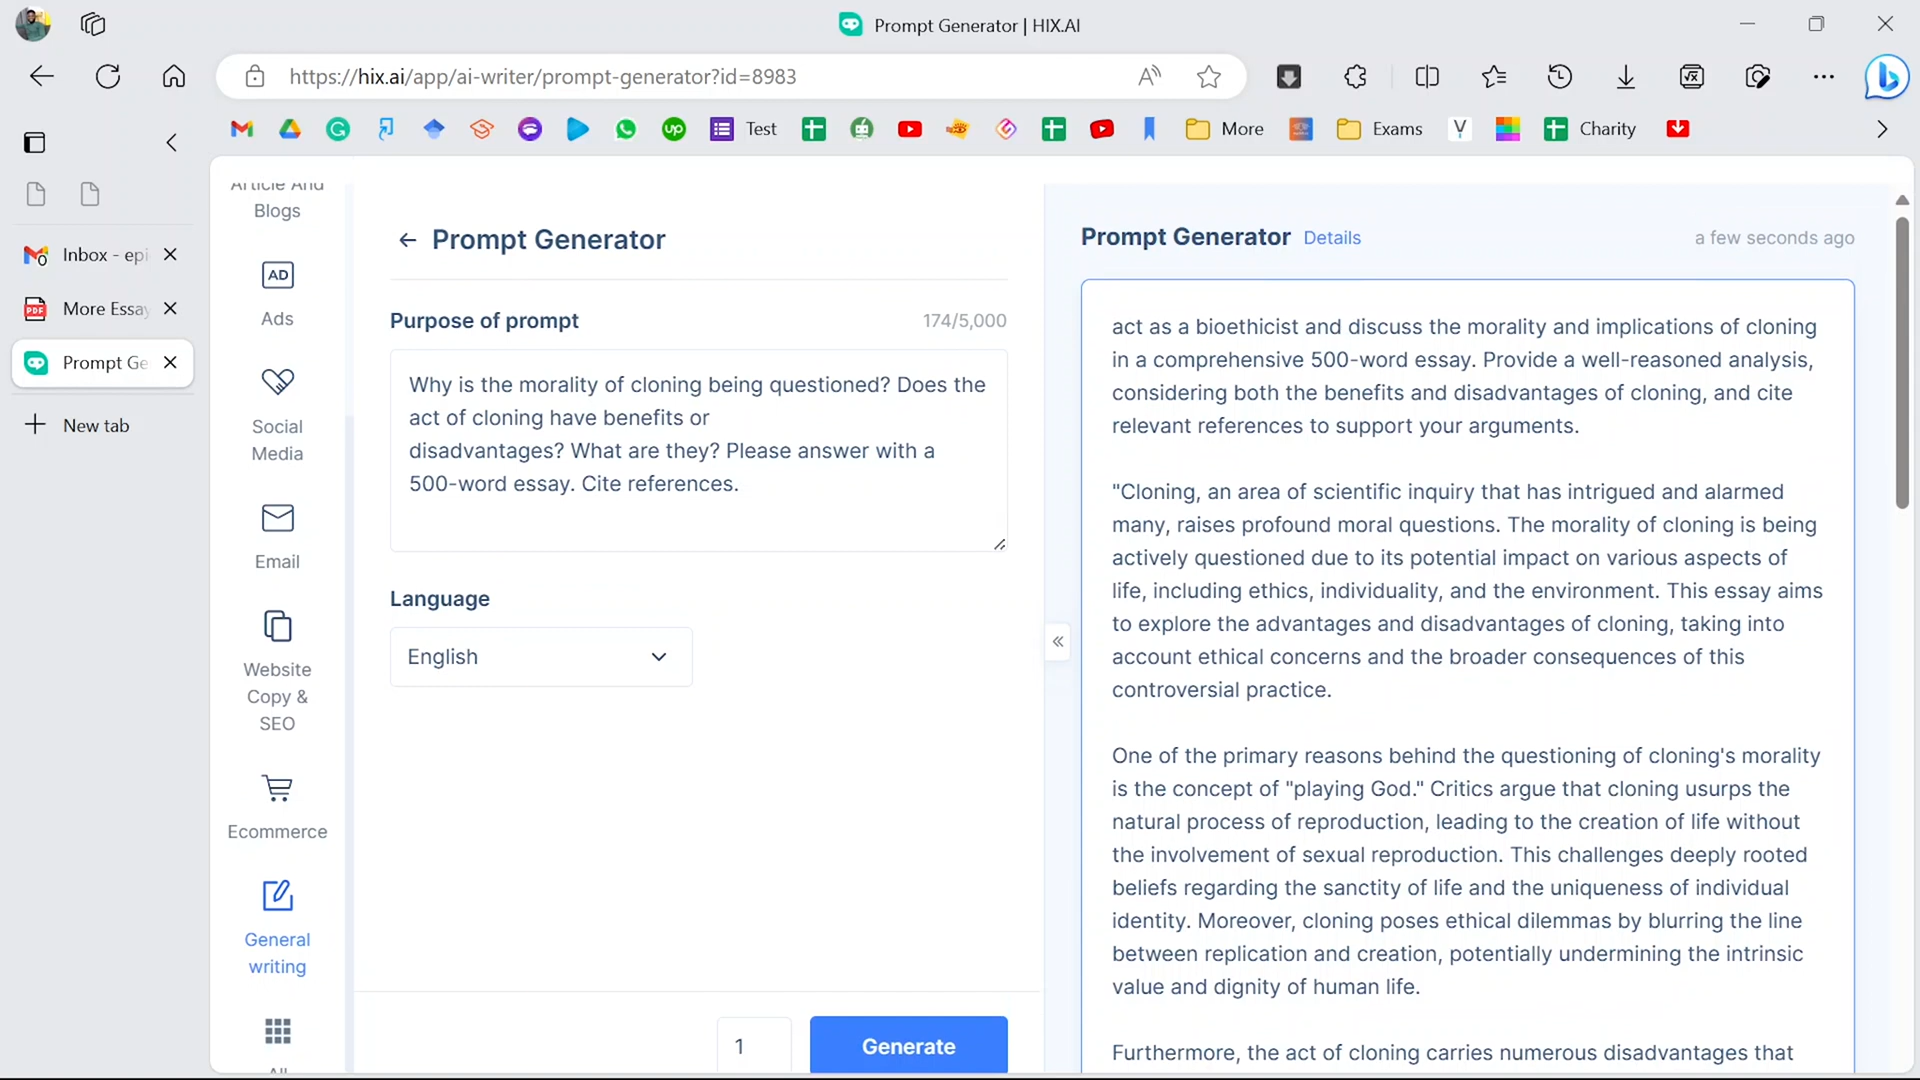 Prompt Generator | HIX.AI
https://hix.ai/app/ai-writer/prompt-generator?id=8983
Test
More
Exams
Charity
Inbox - epi
More Essay
Prompt Ge
New tab
Article And
Blogs
AD
Ads
Social
Media
Email
Website
Copy &
SEO
Ecommerce
General
writing
All
Prompt Generator
Purpose of prompt 174/5,000
Why is the morality of cloning being questioned? Does the
act of cloning have benefits or
disadvantages? What are they? Please answer with a
500-word essay. Cite references.
Language
English
1
Generate
Prompt Generator Details a few seconds ago
act as a bioethicist and discuss the morality and implications of cloning
in a comprehensive 500-word essay. Provide a well-reasoned analysis,
considering both the benefits and disadvantages of cloning, and cite
relevant references to support your arguments.
"Cloning, an area of scientific inquiry that has intrigued and alarmed
many, raises profound moral questions. The morality of cloning is being
actively questioned due to its potential impact on various aspects of
life, including ethics, individuality, and the environment. This essay aims
to explore the advantages and disadvantages of cloning, taking into
account ethical concerns and the broader consequences of this
controversial practice.
One of the primary reasons behind the questioning of cloning's morality
is the concept of "playing God." Critics argue that cloning usurps the
natural process of reproduction, leading to the creation of life without
the involvement of sexual reproduction. This challenges deeply rooted
beliefs regarding the sanctity of life and the uniqueness of individual
identity. Moreover, cloning poses ethical dilemmas by blurring the line
between replication and creation, potentially undermining the intrinsic
value and dignity of human life.
Furthermore, the act of cloning carries numerous disadvantages that